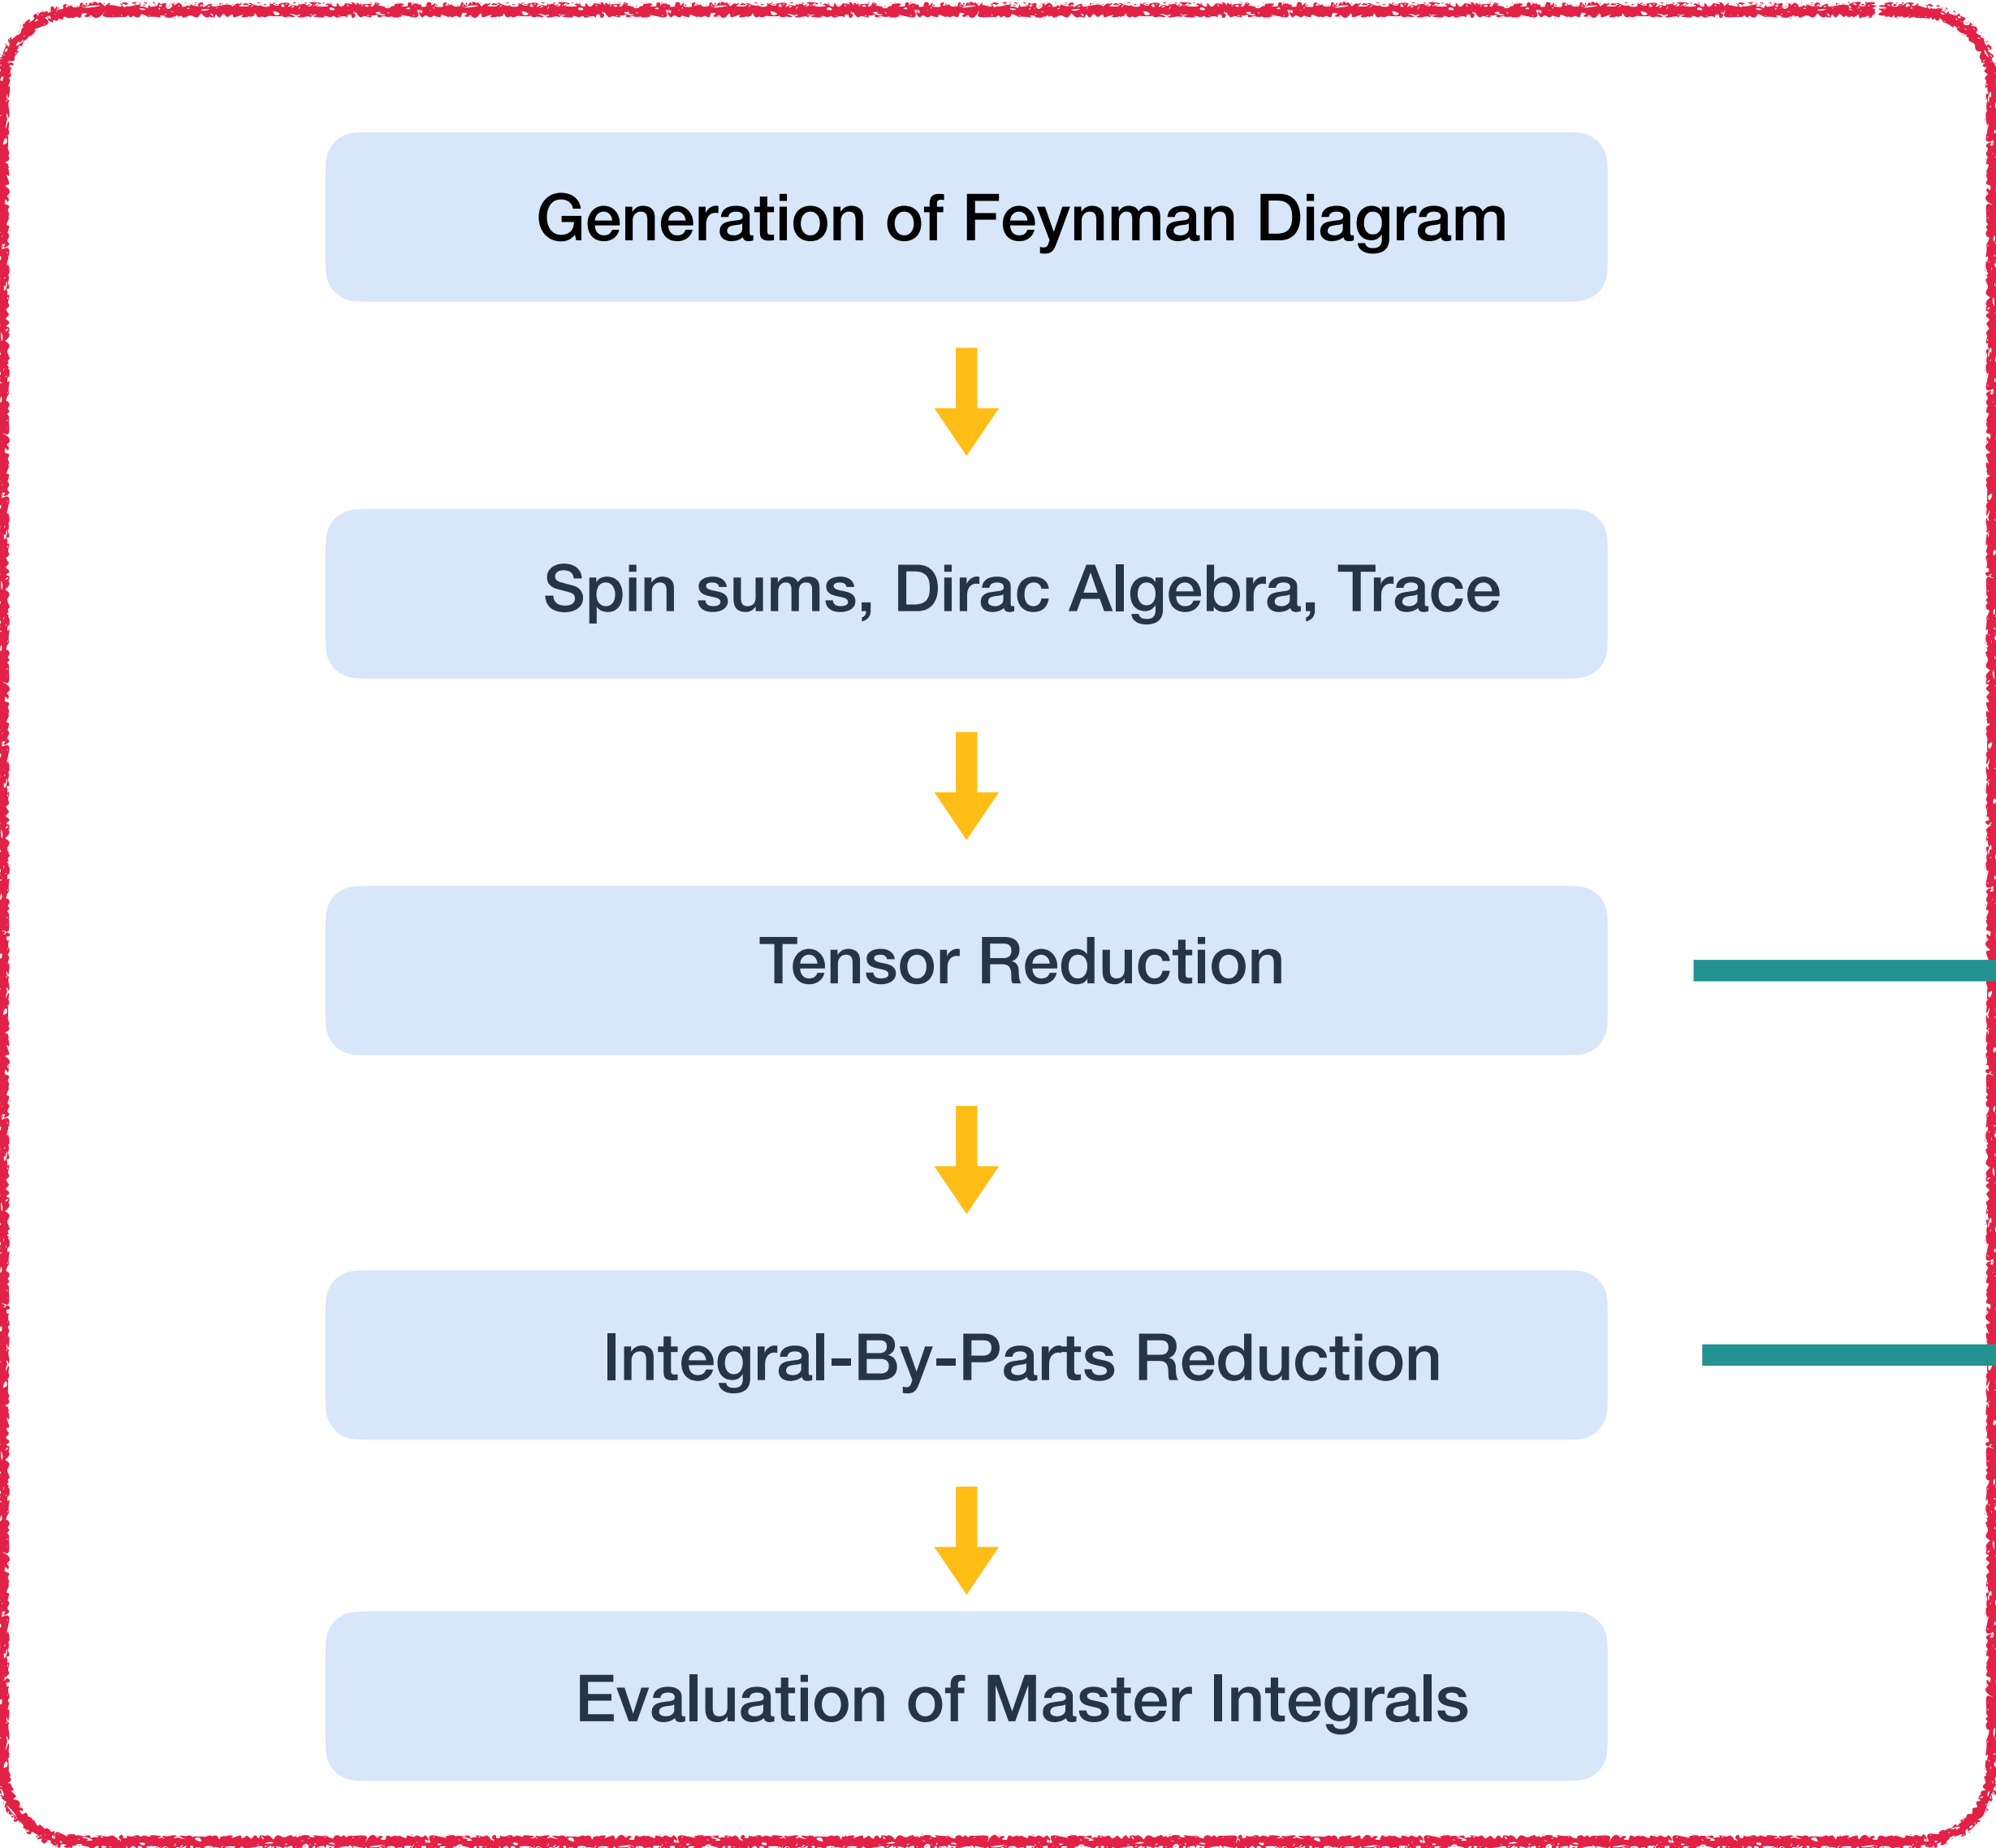 Generation of Feynman Diagram
Spin sums, Dirac Algebra, Trace
Tensor Reduction
Integral-By-Parts Reduction
Evaluation of Master Integrals